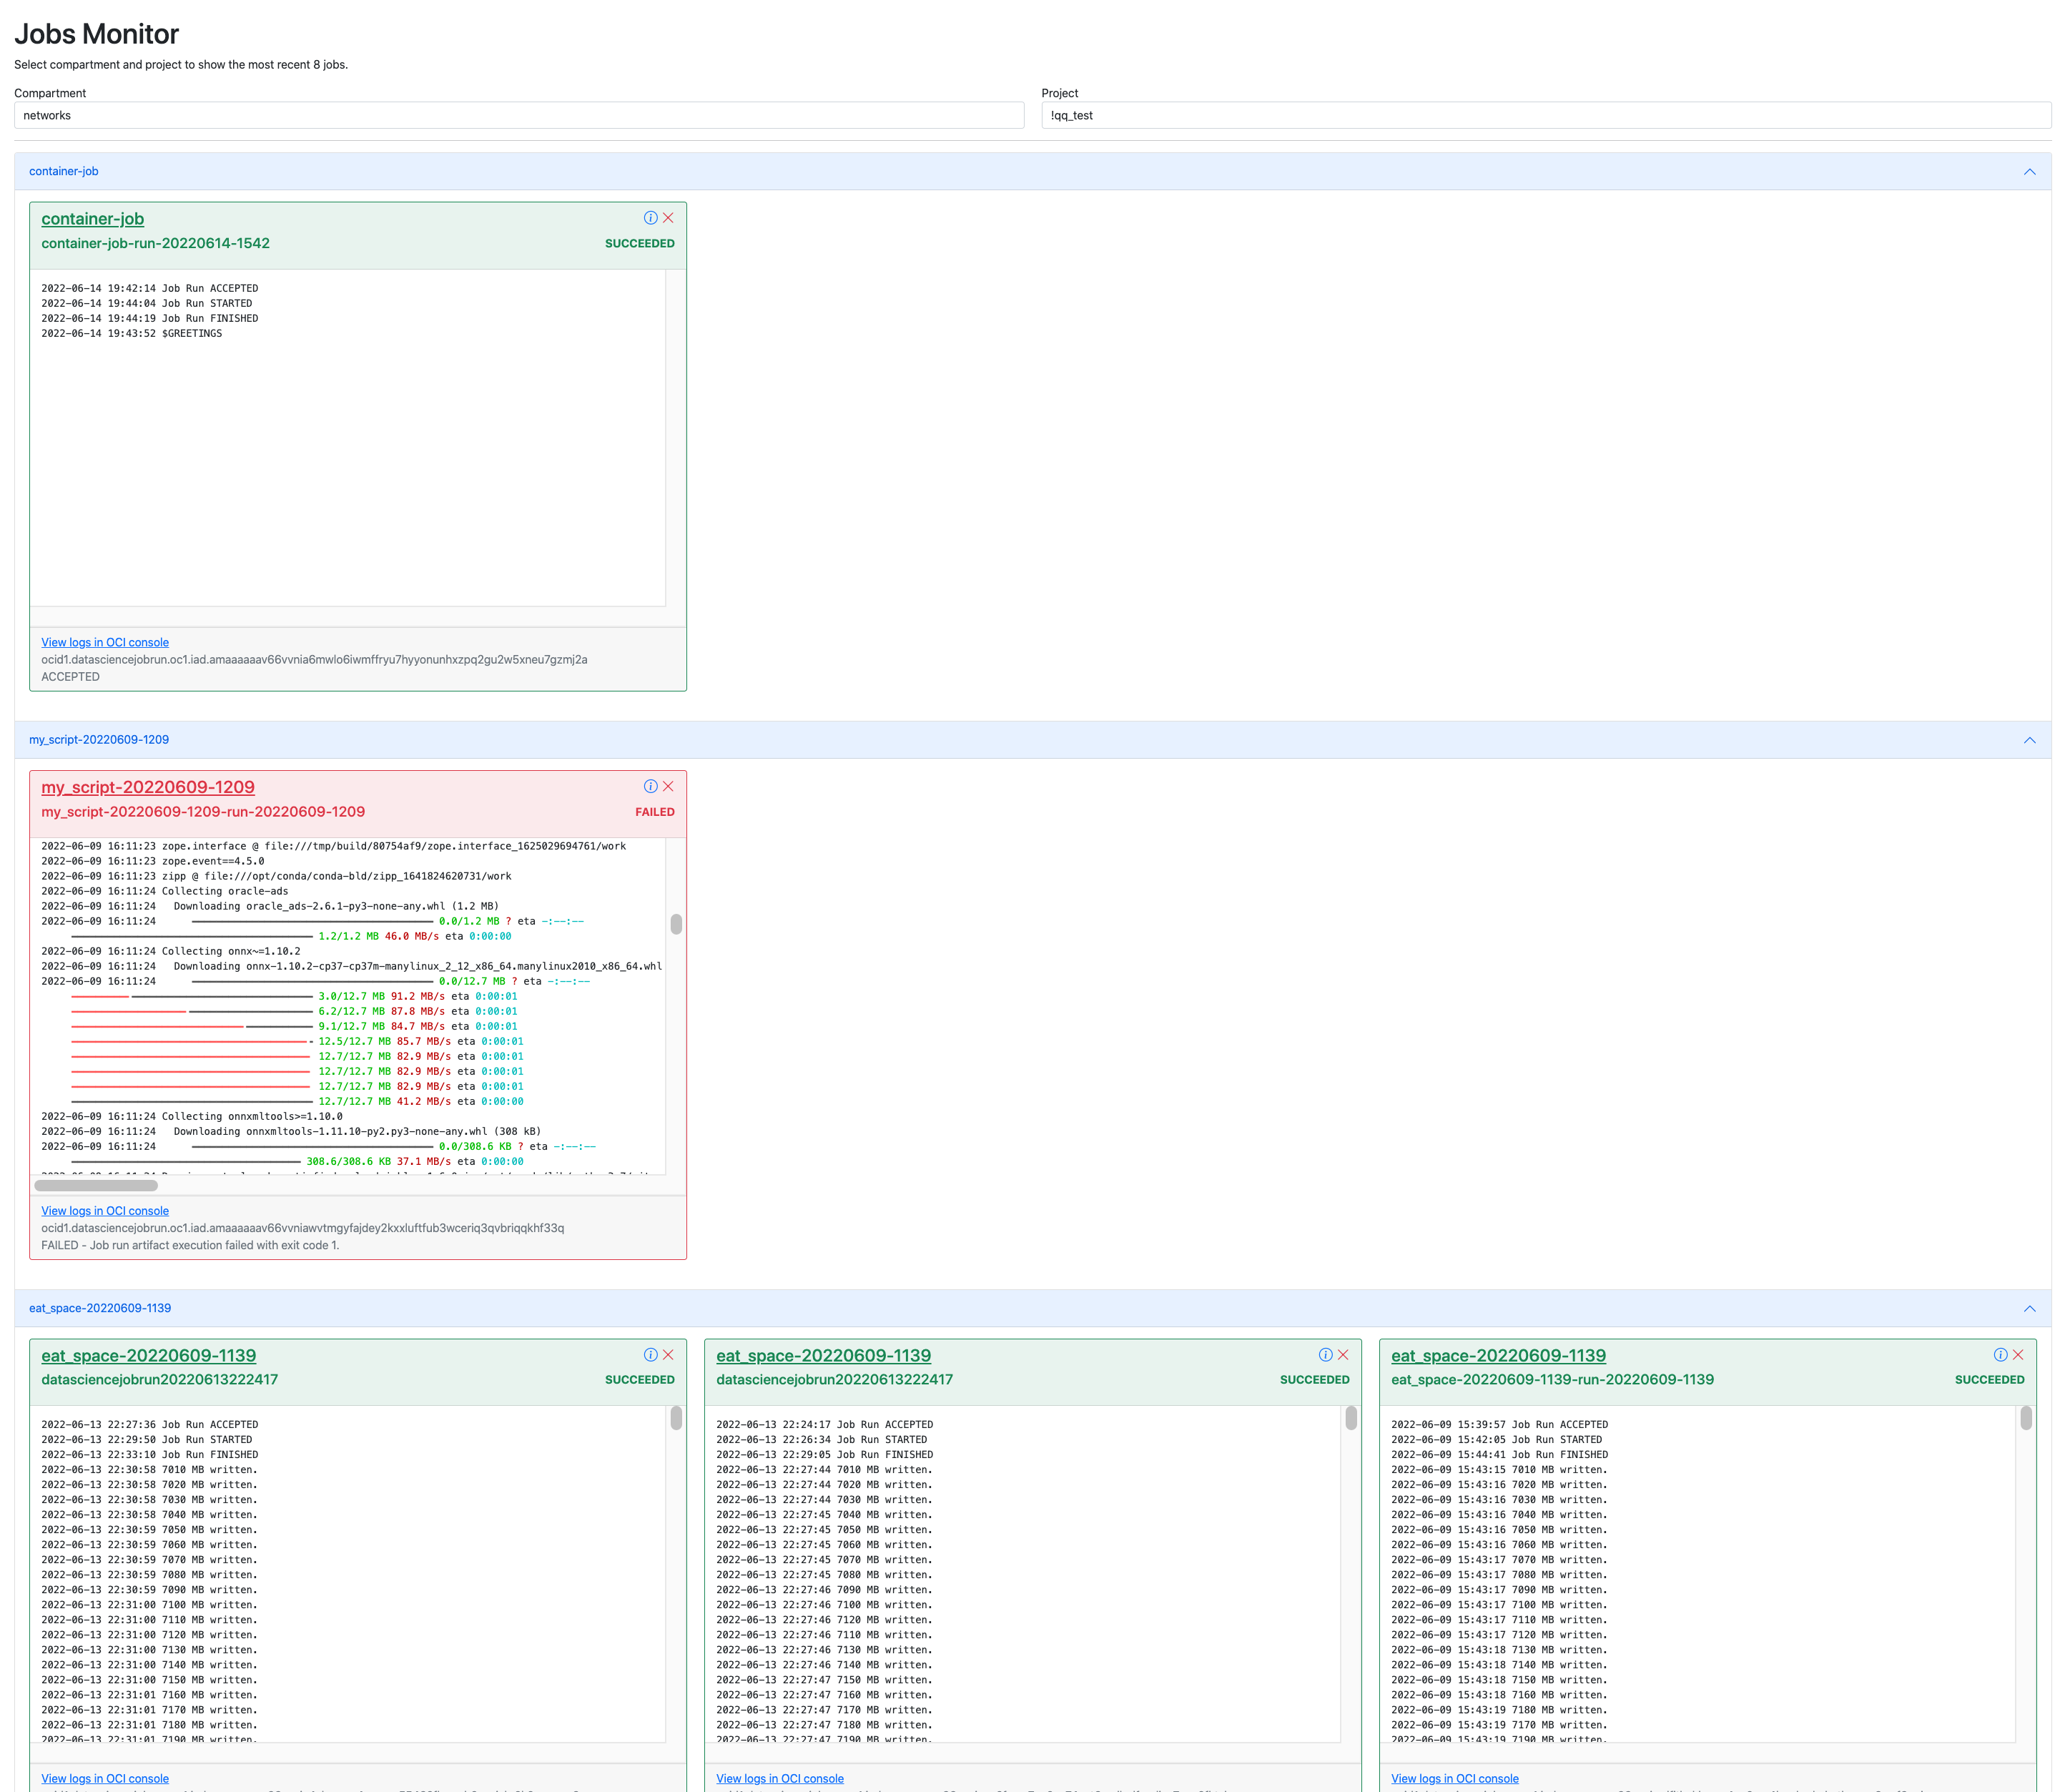 Jobs Monitor
Select compartment and project to show the most recent 8 jobs.
Compartment
networks
Project
!qq_test
container-job
container-job
container-job-run-20220614-1542
SUCCEEDED
2022-06-14 19:42:14 Job Run ACCEPTED
2022-06-14 19:44:04 Job Run STARTED
2022-06-14 19:44:19 Job Run FINISHED
2022-06-14 19:43:52 $GREETINGS
View logs in OCI console
ocid1.datasciencejobrun.oc1.iad.amaaaaaav66vvnia6mwlo6iwmffryu7hyyonunhxzpq2gu2w5xneu7gzmj2a
ACCEPTED
my_script-20220609-1209
my_script-20220609-1209
my_script-20220609-1209-run-20220609-1209
FAILED
2022-06-09 16:11:23 zope.interface @ file:///tmp/build/80754af9/zope.interface_1625029694761/work
2022-06-09 16:11:23 zope.event==4.5.0
2022-06-09 16:11:23 zipp @ file:///opt/conda/conda-bld/zipp_1641824620731/work
2022-06-09 16:11:24 Collecting oracle-ads
2022-06-09 16:11:24   Downloading oracle_ads-2.6.1-py3-none-any.whl (1.2 MB)
2022-06-09 16:11:24 0.0/1.2 MB ? eta -:--:--
1.2/1.2 MB 46.0 MB/s eta 0:00:00
2022-06-09 16:11:24 Collecting onnx~=1.10.2
2022-06-09 16:11:24   Downloading onnx-1.10.2-cp37-cp37m-manylinux_2_12_x86_64.manylinux2010_x86_64.whl
2022-06-09 16:11:24 0.0/12.7 MB ? eta -:--:--
3.0/12.7 MB 91.2 MB/s eta 0:00:01
6.2/12.7 MB 87.8 MB/s eta 0:00:01
9.1/12.7 MB 84.7 MB/s eta 0:00:01
12.5/12.7 MB 85.7 MB/s eta 0:00:01
12.7/12.7 MB 82.9 MB/s eta 0:00:01
12.7/12.7 MB 82.9 MB/s eta 0:00:01
12.7/12.7 MB 82.9 MB/s eta 0:00:01
12.7/12.7 MB 41.2 MB/s eta 0:00:00
2022-06-09 16:11:24 Collecting onnxmltools>=1.10.0
2022-06-09 16:11:24   Downloading onnxmltools-1.11.10-py2.py3-none-any.whl (308 kB)
2022-06-09 16:11:24 0.0/308.6 KB ? eta -:--:--
308.6/308.6 KB 37.1 MB/s eta 0:00:00
View logs in OCI console
ocid1.datasciencejobrun.oc1.iad.amaaaaaav66vvniawvtmgyfajdey2kxxluftfub3wceriq3qvbriqqkhf33q
FAILED - Job run artifact execution failed with exit code 1.
eat_space-20220609-1139
eat_space-20220609-1139
datasciencejobrun20220613222417
SUCCEEDED
2022-06-13 22:27:36 Job Run ACCEPTED
2022-06-13 22:29:50 Job Run STARTED
2022-06-13 22:33:10 Job Run FINISHED
2022-06-13 22:30:58 7010 MB written.
2022-06-13 22:30:58 7020 MB written.
2022-06-13 22:30:58 7030 MB written.
2022-06-13 22:30:58 7040 MB written.
2022-06-13 22:30:59 7050 MB written.
2022-06-13 22:30:59 7060 MB written.
2022-06-13 22:30:59 7070 MB written.
2022-06-13 22:30:59 7080 MB written.
2022-06-13 22:30:59 7090 MB written.
2022-06-13 22:31:00 7100 MB written.
2022-06-13 22:31:00 7110 MB written.
2022-06-13 22:31:00 7120 MB written.
2022-06-13 22:31:00 7130 MB written.
2022-06-13 22:31:00 7140 MB written.
2022-06-13 22:31:00 7150 MB written.
2022-06-13 22:31:01 7160 MB written.
2022-06-13 22:31:01 7170 MB written.
2022-06-13 22:31:01 7180 MB written.
2022-06-13 22:31:01 7190 MB written.
View logs in OCI console
eat_space-20220609-1139
datasciencejobrun20220613222417
SUCCEEDED
2022-06-13 22:24:17 Job Run ACCEPTED
2022-06-13 22:26:34 Job Run STARTED
2022-06-13 22:29:05 Job Run FINISHED
2022-06-13 22:27:44 7010 MB written.
2022-06-13 22:27:44 7020 MB written.
2022-06-13 22:27:44 7030 MB written.
2022-06-13 22:27:45 7040 MB written.
2022-06-13 22:27:45 7050 MB written.
2022-06-13 22:27:45 7060 MB written.
2022-06-13 22:27:45 7070 MB written.
2022-06-13 22:27:45 7080 MB written.
2022-06-13 22:27:46 7090 MB written.
2022-06-13 22:27:46 7100 MB written.
2022-06-13 22:27:46 7120 MB written.
2022-06-13 22:27:46 7110 MB written.
2022-06-13 22:27:46 7130 MB written.
2022-06-13 22:27:46 7140 MB written.
2022-06-13 22:27:47 7150 MB written.
2022-06-13 22:27:47 7160 MB written.
2022-06-13 22:27:47 7170 MB written.
2022-06-13 22:27:47 7180 MB written.
2022-06-13 22:27:47 7190 MB written.
View logs in OCI console
eat_space-20220609-1139
eat_space-20220609-1139-run-20220609-1139
SUCCEEDED
2022-06-09 15:39:57 Job Run ACCEPTED
2022-06-09 15:42:05 Job Run STARTED
2022-06-09 15:44:41 Job Run FINISHED
2022-06-09 15:43:15 7010 MB written.
2022-06-09 15:43:16 7020 MB written.
2022-06-09 15:43:16 7030 MB written.
2022-06-09 15:43:16 7040 MB written.
2022-06-09 15:43:16 7050 MB written.
2022-06-09 15:43:16 7060 MB written.
2022-06-09 15:43:17 7070 MB written.
2022-06-09 15:43:17 7080 MB written.
2022-06-09 15:43:17 7090 MB written.
2022-06-09 15:43:17 7100 MB written.
2022-06-09 15:43:17 7110 MB written.
2022-06-09 15:43:17 7120 MB written.
2022-06-09 15:43:18 7130 MB written.
2022-06-09 15:43:18 7140 MB written.
2022-06-09 15:43:18 7150 MB written.
2022-06-09 15:43:18 7160 MB written.
2022-06-09 15:43:19 7180 MB written.
2022-06-09 15:43:19 7170 MB written.
2022-06-09 15:43:19 7190 MB written.
View logs in OCI console